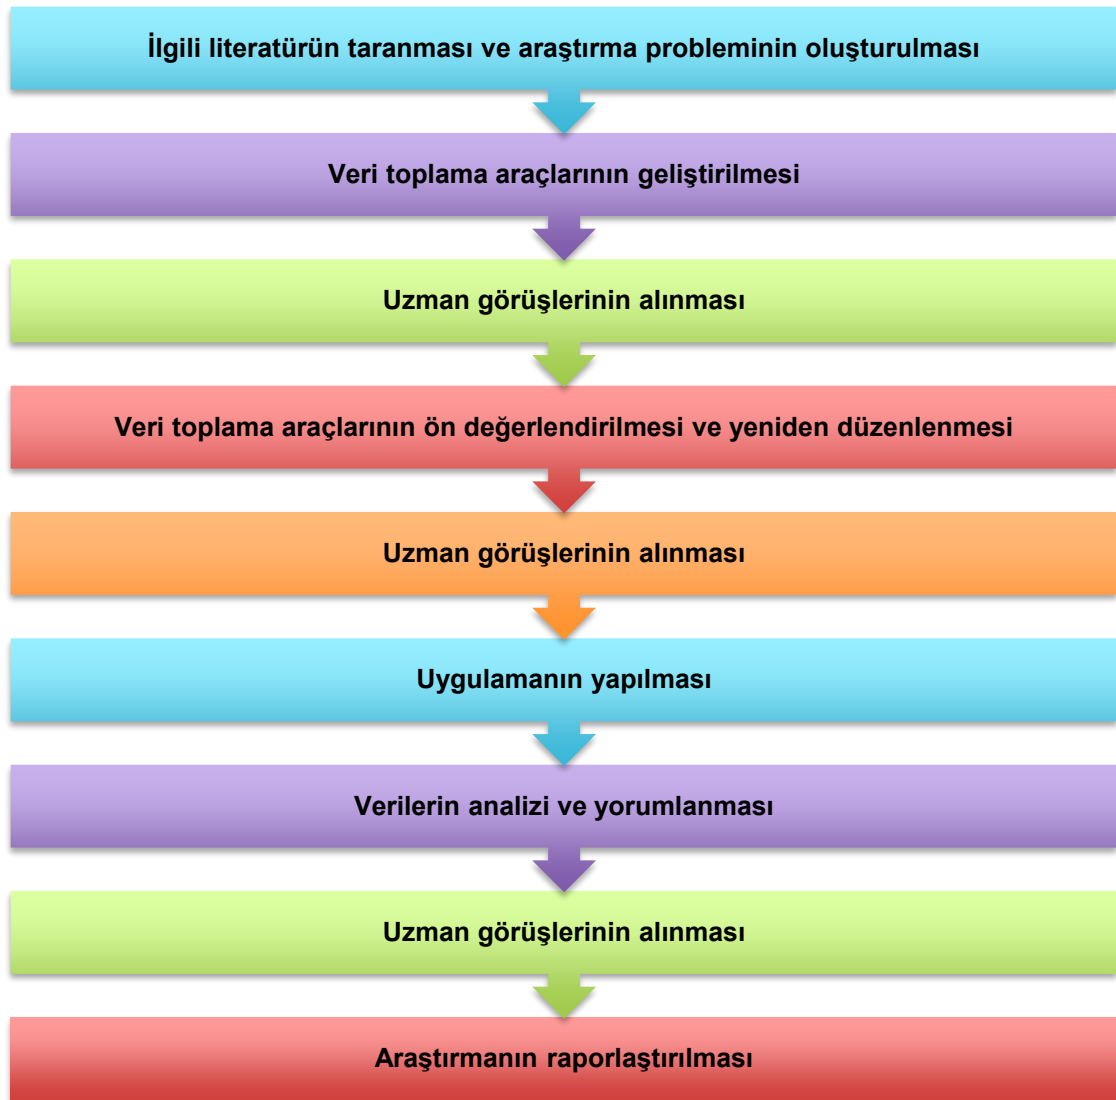 İlgili literatürün taranması ve araştırma probleminin oluşturulması
Veri toplama araçlarının geliştirilmesi
Uzman görüşlerinin alınması
Veri toplama araçlarının ön değerlendirilmesi ve yeniden düzenlenmesi
Uzman görüşlerinin alınması
Uygulamanın yapılması
Verilerin analizi ve yorumlanması
Uzman görüşlerinin alınması
Araştırmanın raporlaştırılması